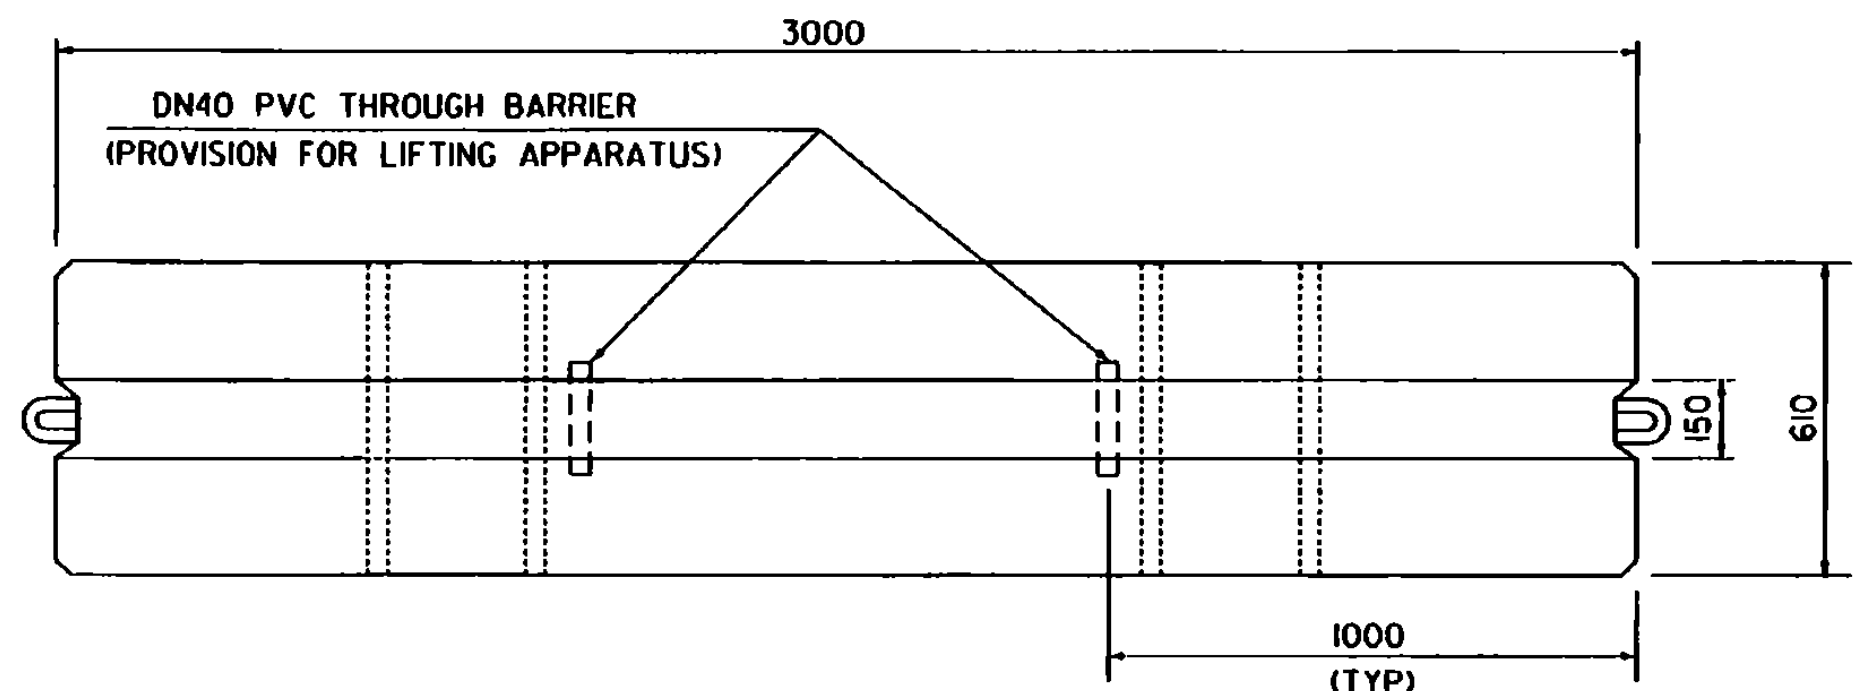 3000
DN40 PVC THROUGH BARRIER
(PROVISION FOR LIFTING APPARATUS)
150
610
1000
(TYP)